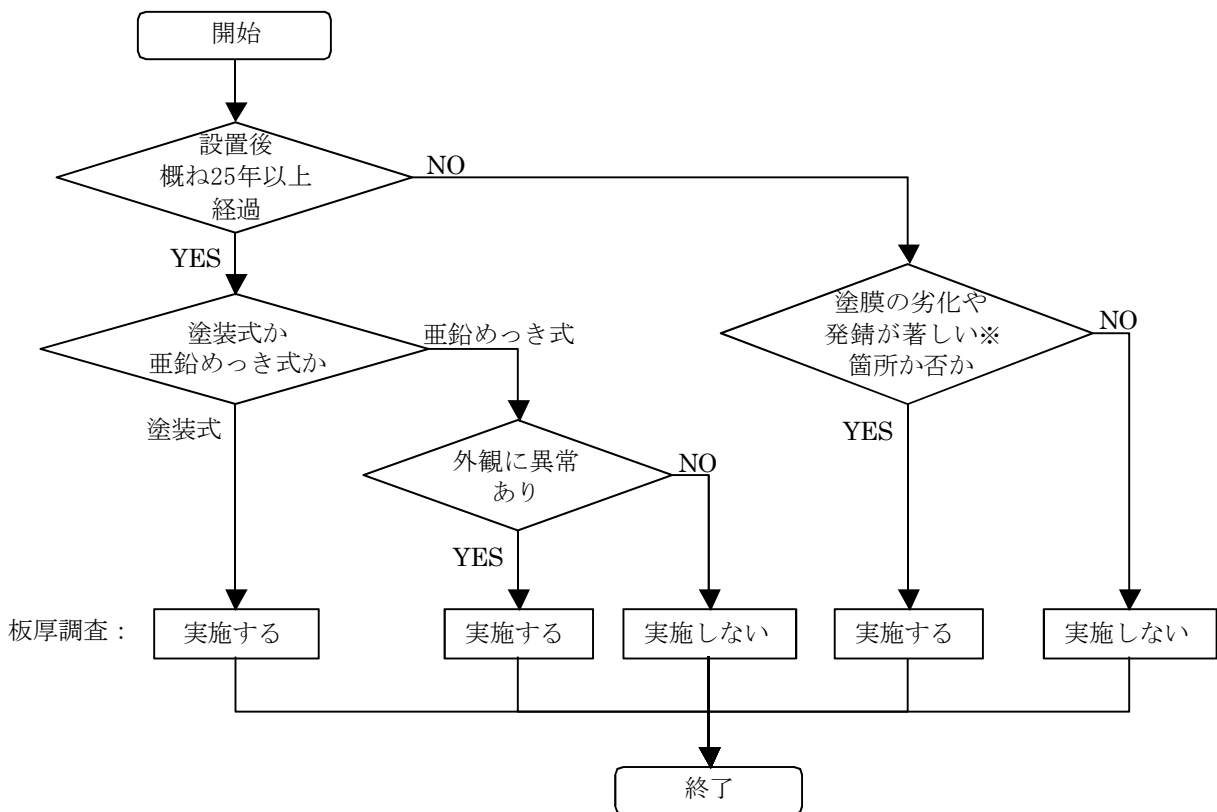 開始
設置後
概ね25年以上
経過
NO
YES
塗装式か
亜鉛めっき式か
亜鉛めっき式
塗膜の劣化や
発錆が著しい※
箇所か否か
NO
塗装式
YES
外観に異常
あり
NO
YES
板厚調査：
実施する
実施する
実施しない
実施する
実施しない
終了